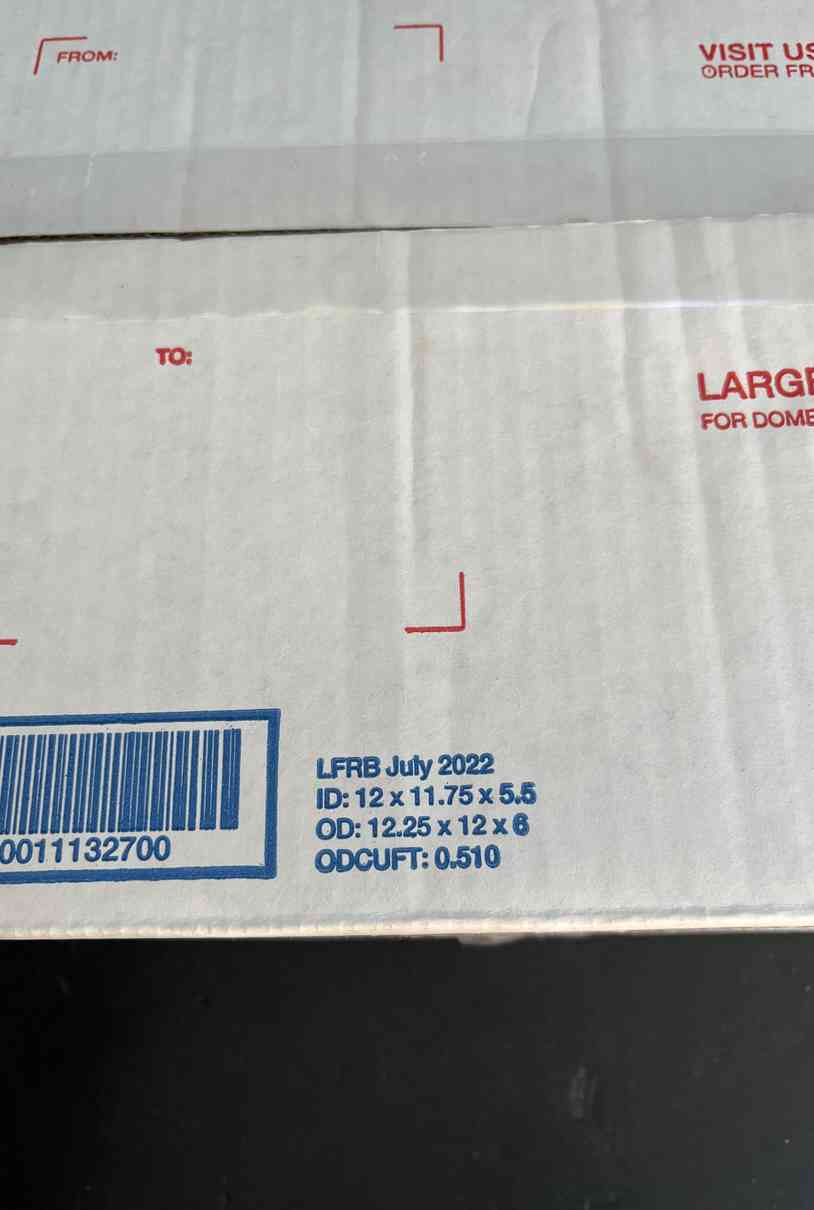 FROM:
VISIT US
ORDER FR
TO:
LARGE
FOR DOME
0011132700
LFRB July 2022
ID: 12 x 11.75 x 5.5
OD: 12.25 x 12 x 6
ODCUFT: 0.510